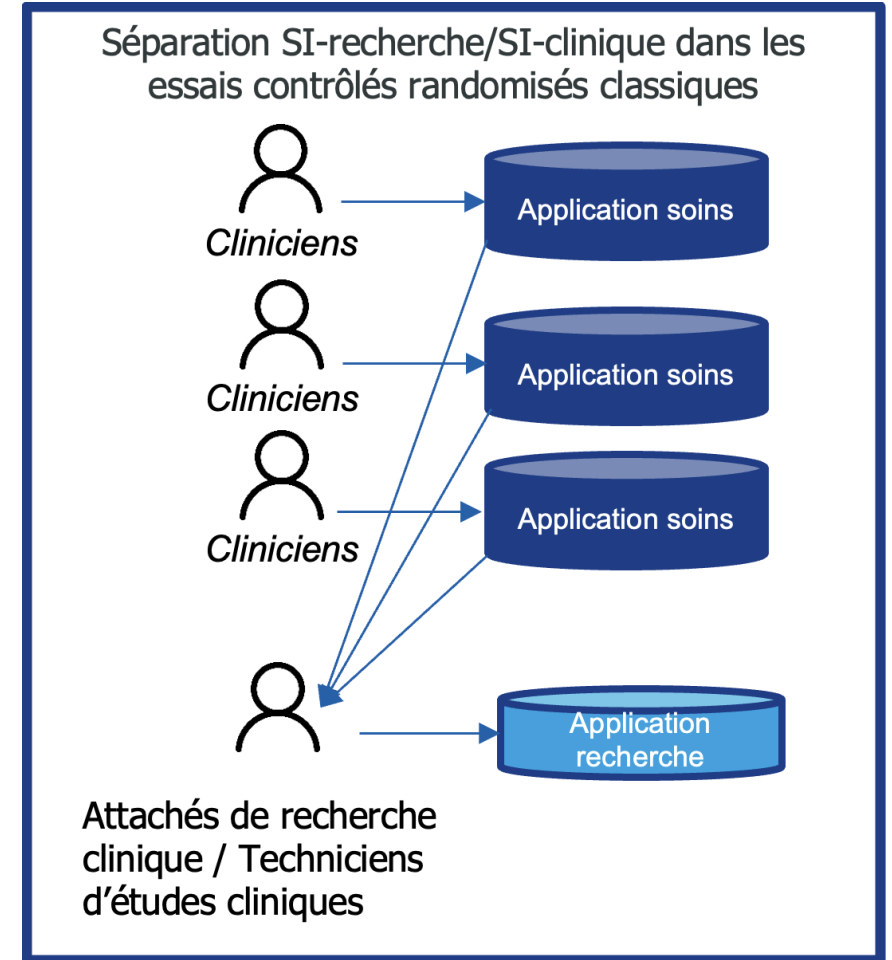 Séparation SI-recherche/SI-clinique dans les
essais contrôlés randomisés classiques
Cliniciens
Application soins
Cliniciens
Application soins
Cliniciens
Application soins
Application
recherche
Attachés de recherche
clinique / Techniciens
d’études cliniques